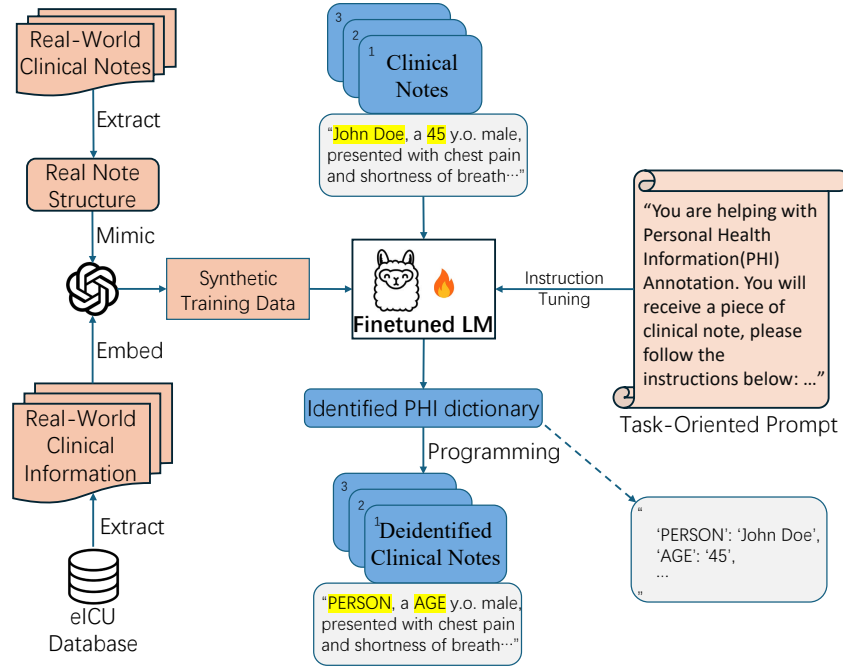 Real-World
Clinical Notes
Extract
Real Note
Structure
Mimic
Synthetic
Training Data
Embed
Real-World
Clinical
Information
Extract
eICU
Database
3
2
1
Clinical
Notes
“John Doe, a 45 y.o. male,
presented with chest pain
and shortness of breath…”
Finetuned LM
Instruction
Tuning
“You are helping with
Personal Health
Information(PHI)
Annotation. You will
receive a piece of
clinical note, please
follow the
instructions below: …”
Task-Oriented Prompt
Identified PHI dictionary
Programming
3
2
1
Deidentified
Clinical Notes
“PERSON, a AGE y.o. male,
presented with chest pain
and shortness of breath…”
“
‘PERSON’: ‘John Doe’,
‘AGE’: ‘45’,
…
”